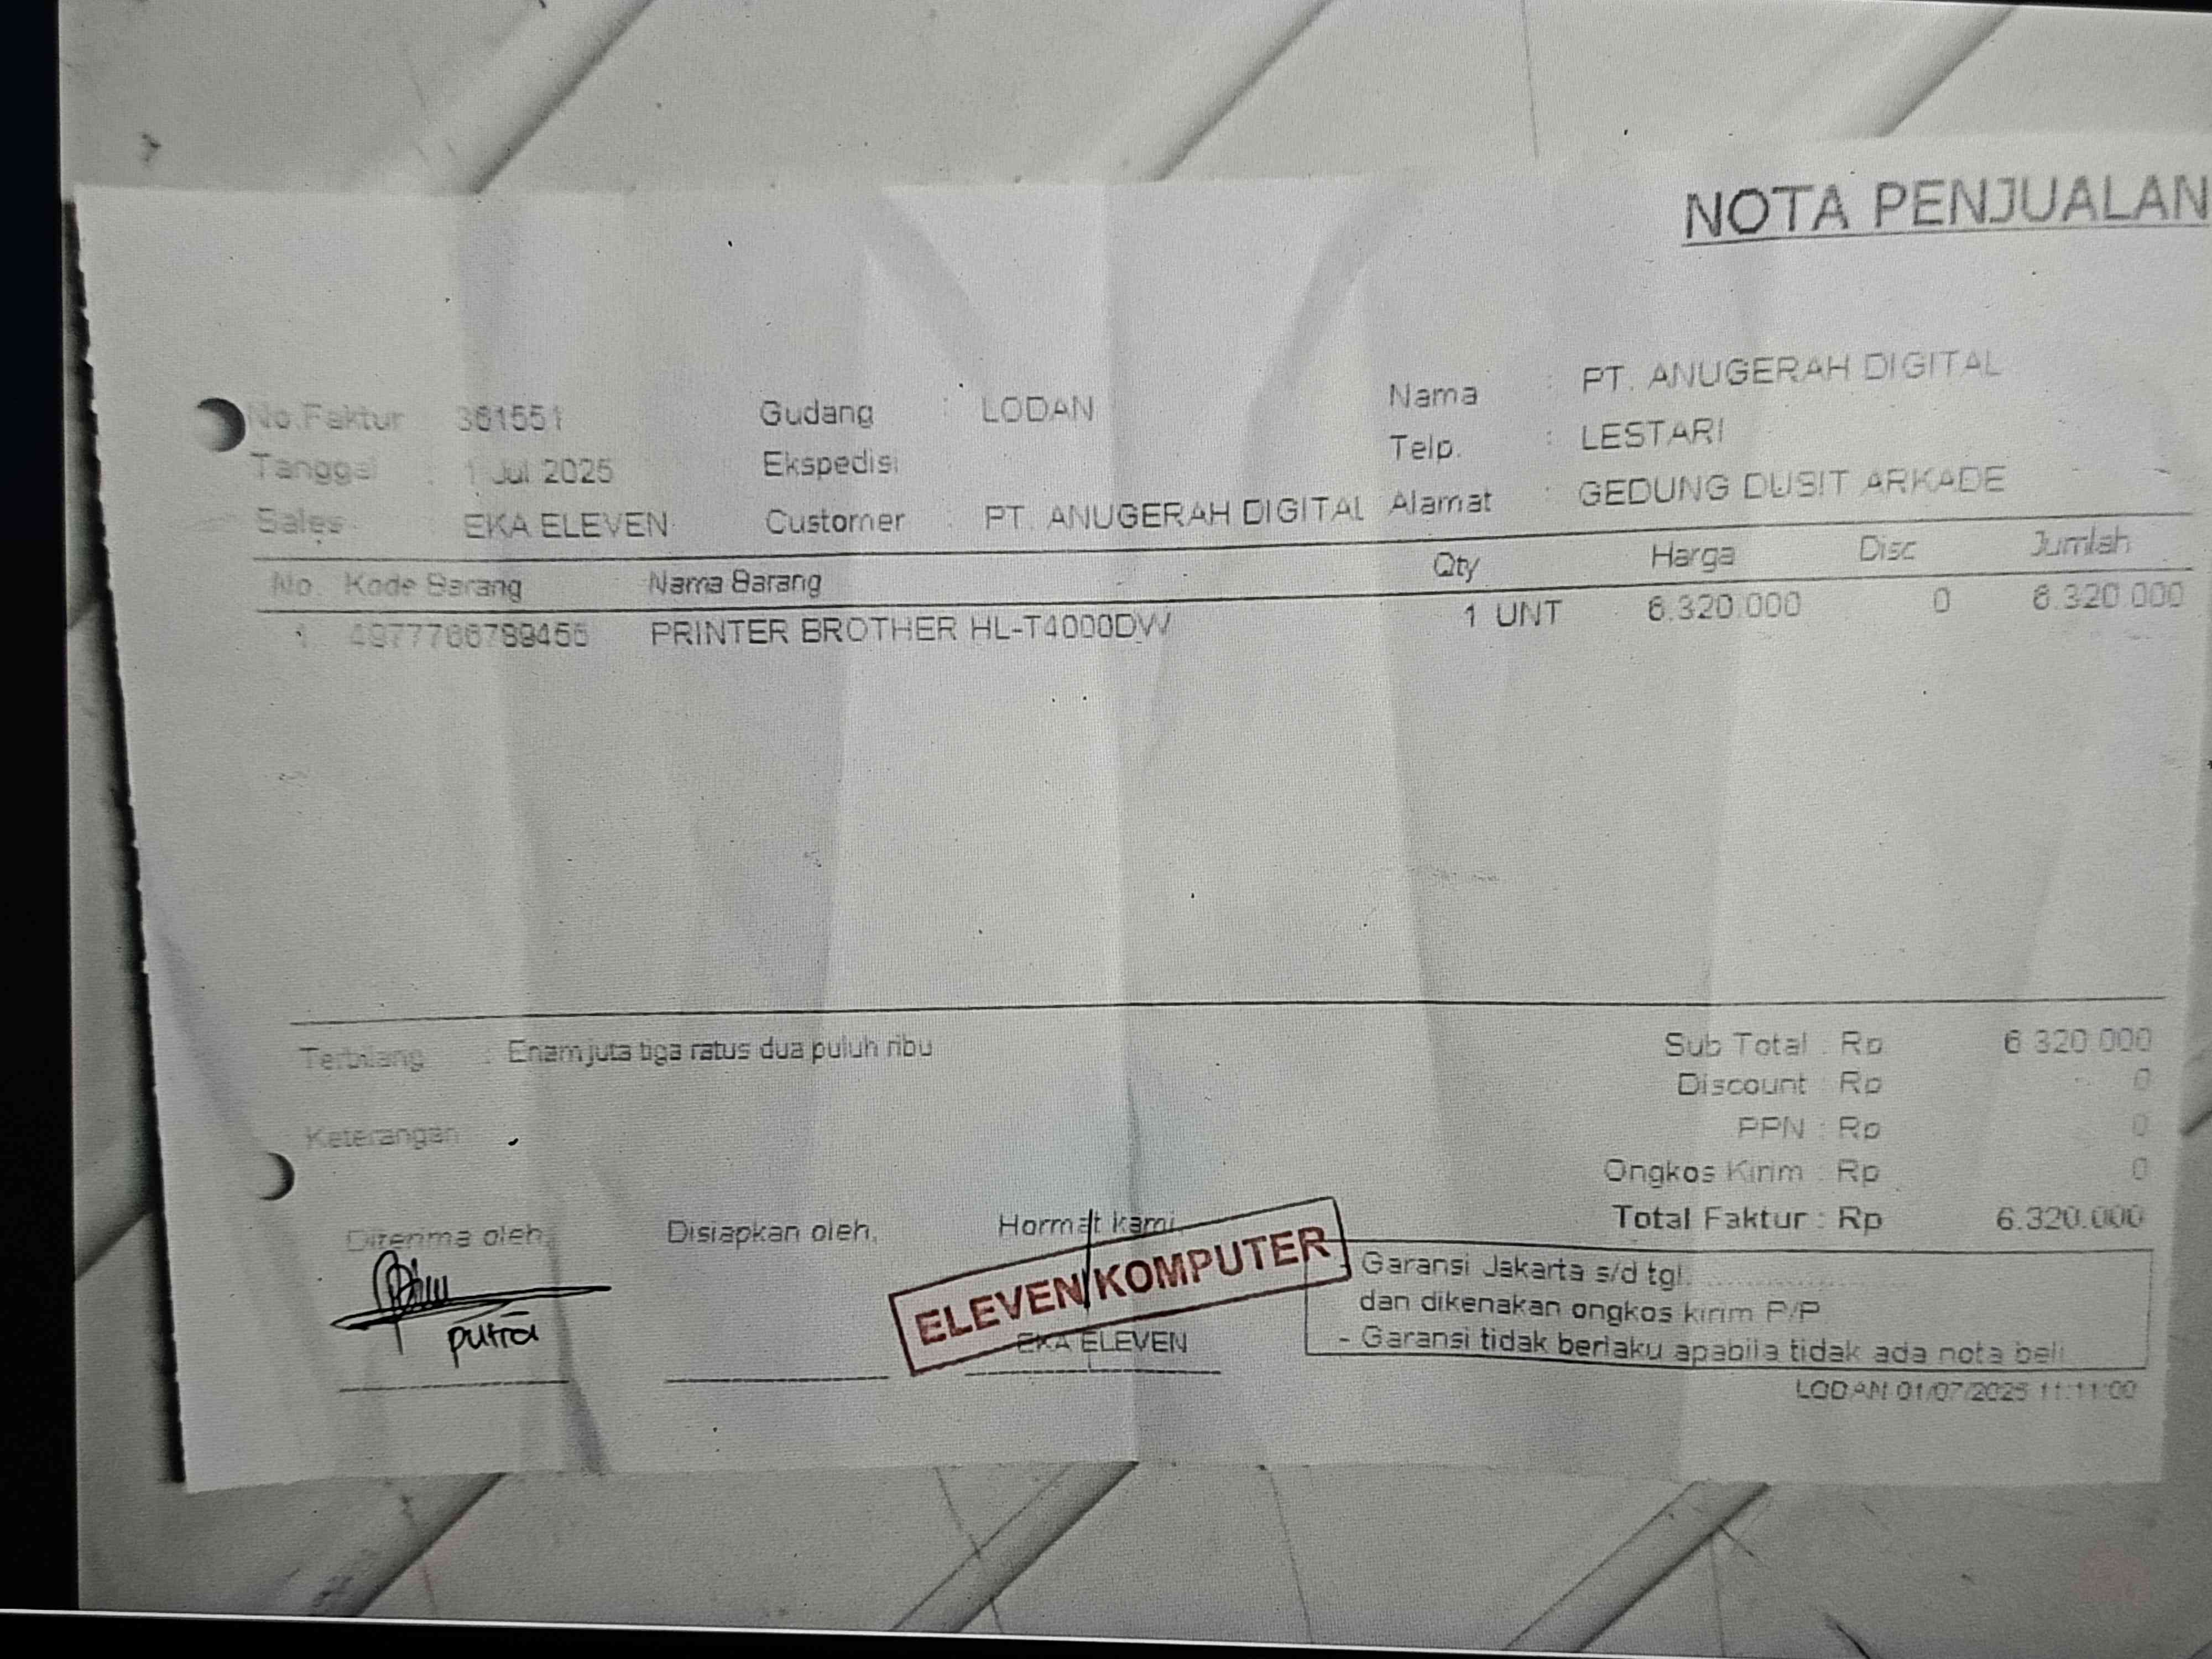 NOTA PENJUALAN
No.Faktur 361551 Gudang : LODAN Nama : PT. ANUGERAH DIGITAL
Tanggal : 1 Jul 2025 Ekspedisi Telp. : LESTARI
Sales : EKA ELEVEN Customer : PT. ANUGERAH DIGITAL Alamat : GEDUNG DUSIT ARKADE
No. Kode Barang Nama Barang Qty Harga Disc Jumlah
1 PRINTER BROTHER HL-T4000DW 1 UNT 6.320.000 0 6.320.000
Terbilang : Enam juta tiga ratus dua puluh ribu
Sub Total : Rp 6.320.000
Discount : Rp 0
PPN : Rp 0
Keterangan
Ongkos Kirim : Rp 0
Total Faktur : Rp 6.320.000
Diterima oleh, Disiapkan oleh, Hormat kami,
ELEVEN KOMPUTER
putra
EKA ELEVEN
- Garansi Jakarta s/d tgl. ....................
dan dikenakan ongkos kirim P/P
- Garansi tidak berlaku apabila tidak ada nota beli
LODAN 01/07/2025 11:11:00